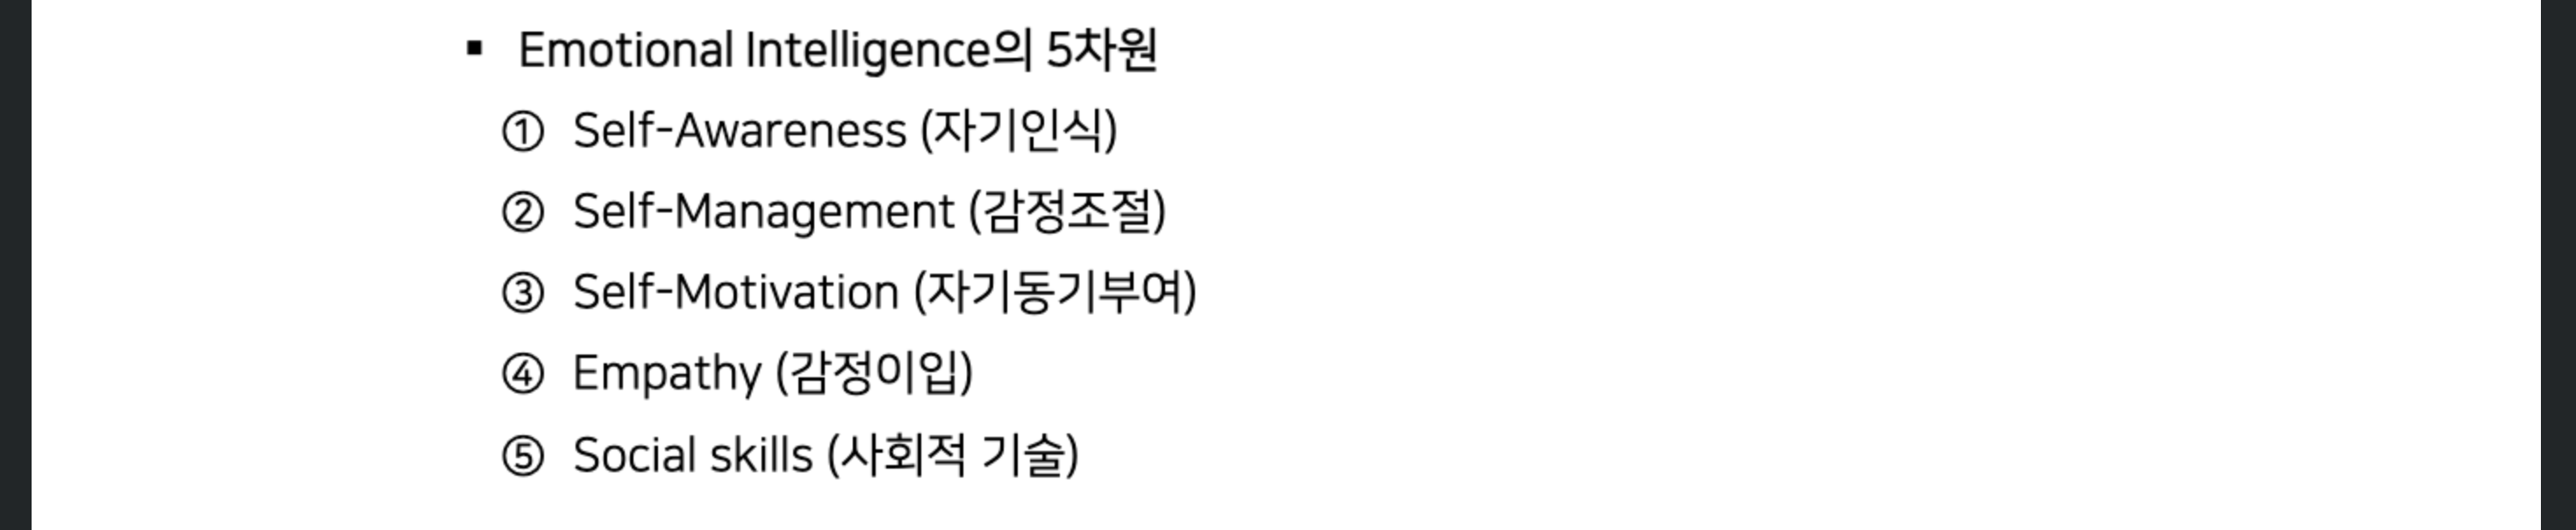 ▪ Emotional Intelligence의 5차원
① Self-Awareness (자기인식)
② Self-Management (감정조절)
③ Self-Motivation (자기동기부여)
④ Empathy (감정이입)
⑤ Social skills (사회적 기술)